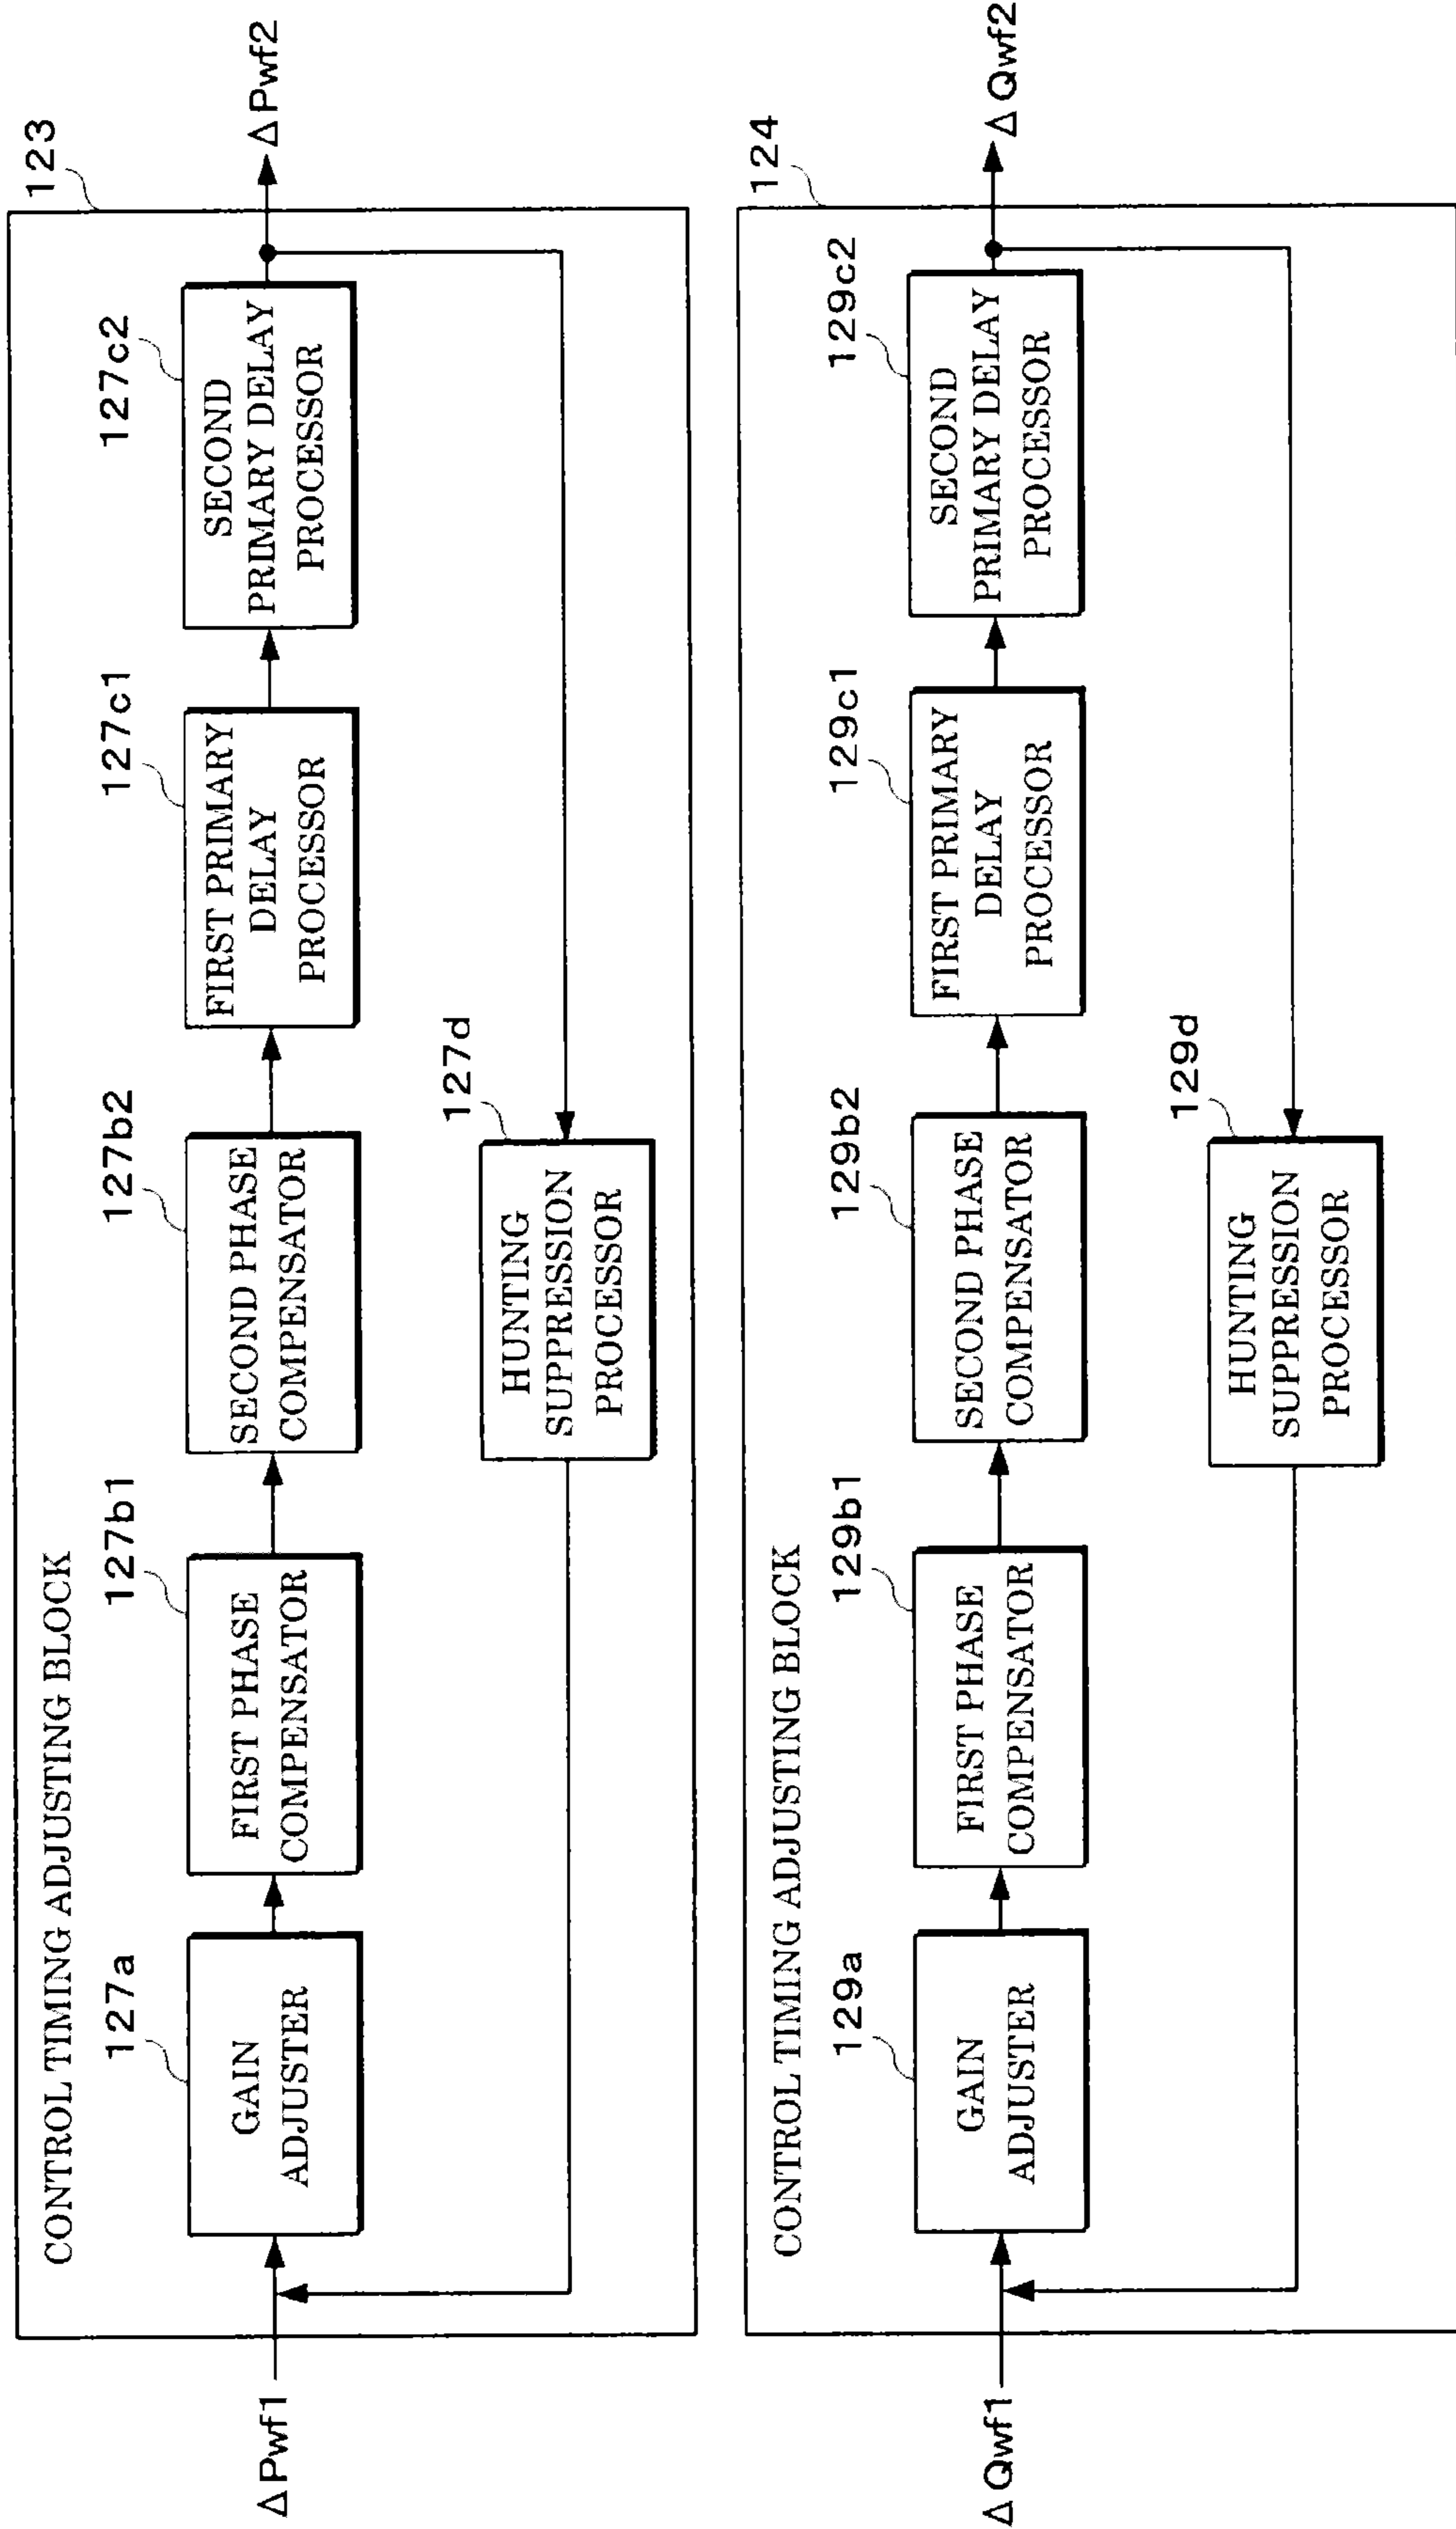 CONTROL TIMING ADJUSTING BLOCK
123
ΔPwf1
127a
GAIN
ADJUSTER
127b1
FIRST PHASE
COMPENSATOR
127b2
SECOND PHASE
COMPENSATOR
127c1
FIRST PRIMARY
DELAY
PROCESSOR
127c2
SECOND
PRIMARY DELAY
PROCESSOR
ΔPwf2
127d
HUNTING
SUPPRESSION
PROCESSOR
CONTROL TIMING ADJUSTING BLOCK
124
ΔQwf1
129a
GAIN
ADJUSTER
129b1
FIRST PHASE
COMPENSATOR
129b2
SECOND PHASE
COMPENSATOR
129c1
FIRST PRIMARY
DELAY
PROCESSOR
129c2
SECOND
PRIMARY DELAY
PROCESSOR
ΔQwf2
129d
HUNTING
SUPPRESSION
PROCESSOR